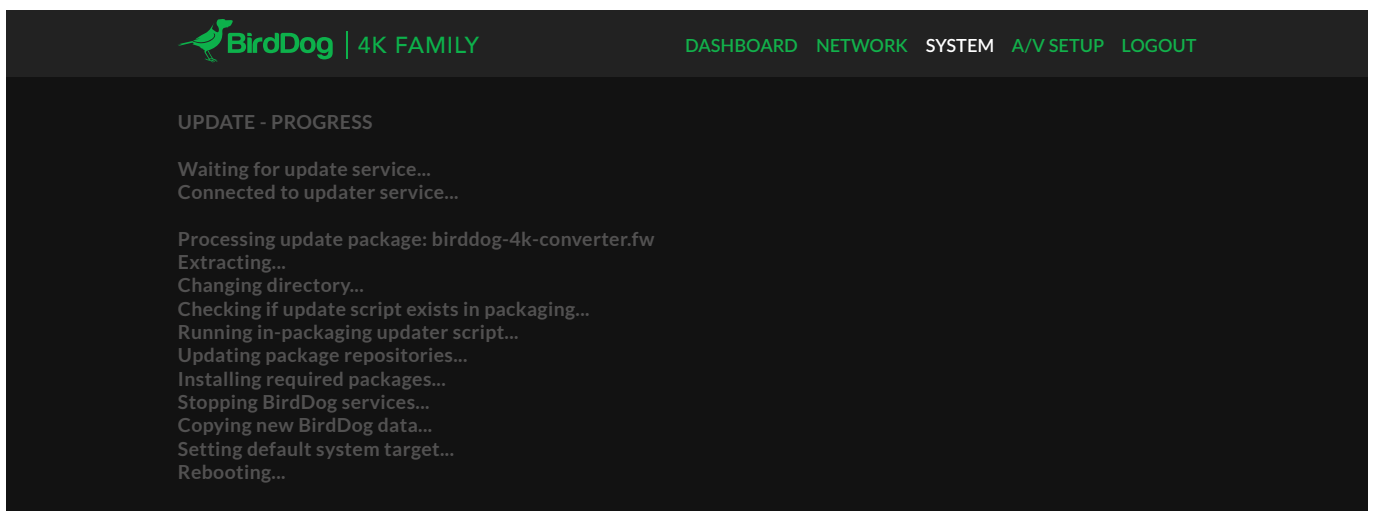 BirdDog | 4K FAMILY
DASHBOARD NETWORK SYSTEM A/V SETUP LOGOUT
UPDATE - PROGRESS
Waiting for update service...
Connected to updater service...
Processing update package: birddog-4k-converter.fw
Extracting...
Changing directory...
Checking if update script exists in packaging...
Running in-packaging updater script...
Updating package repositories...
Installing required packages...
Stopping BirdDog services...
Copying new BirdDog data...
Setting default system target...
Rebooting...